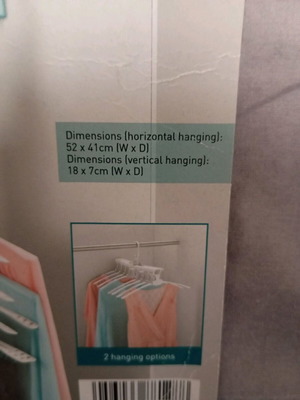 Dimensions (horizontal hanging):
52 x 41cm (W x D)
Dimensions (vertical hanging):
18 x 7cm (W x D)
2 hanging options